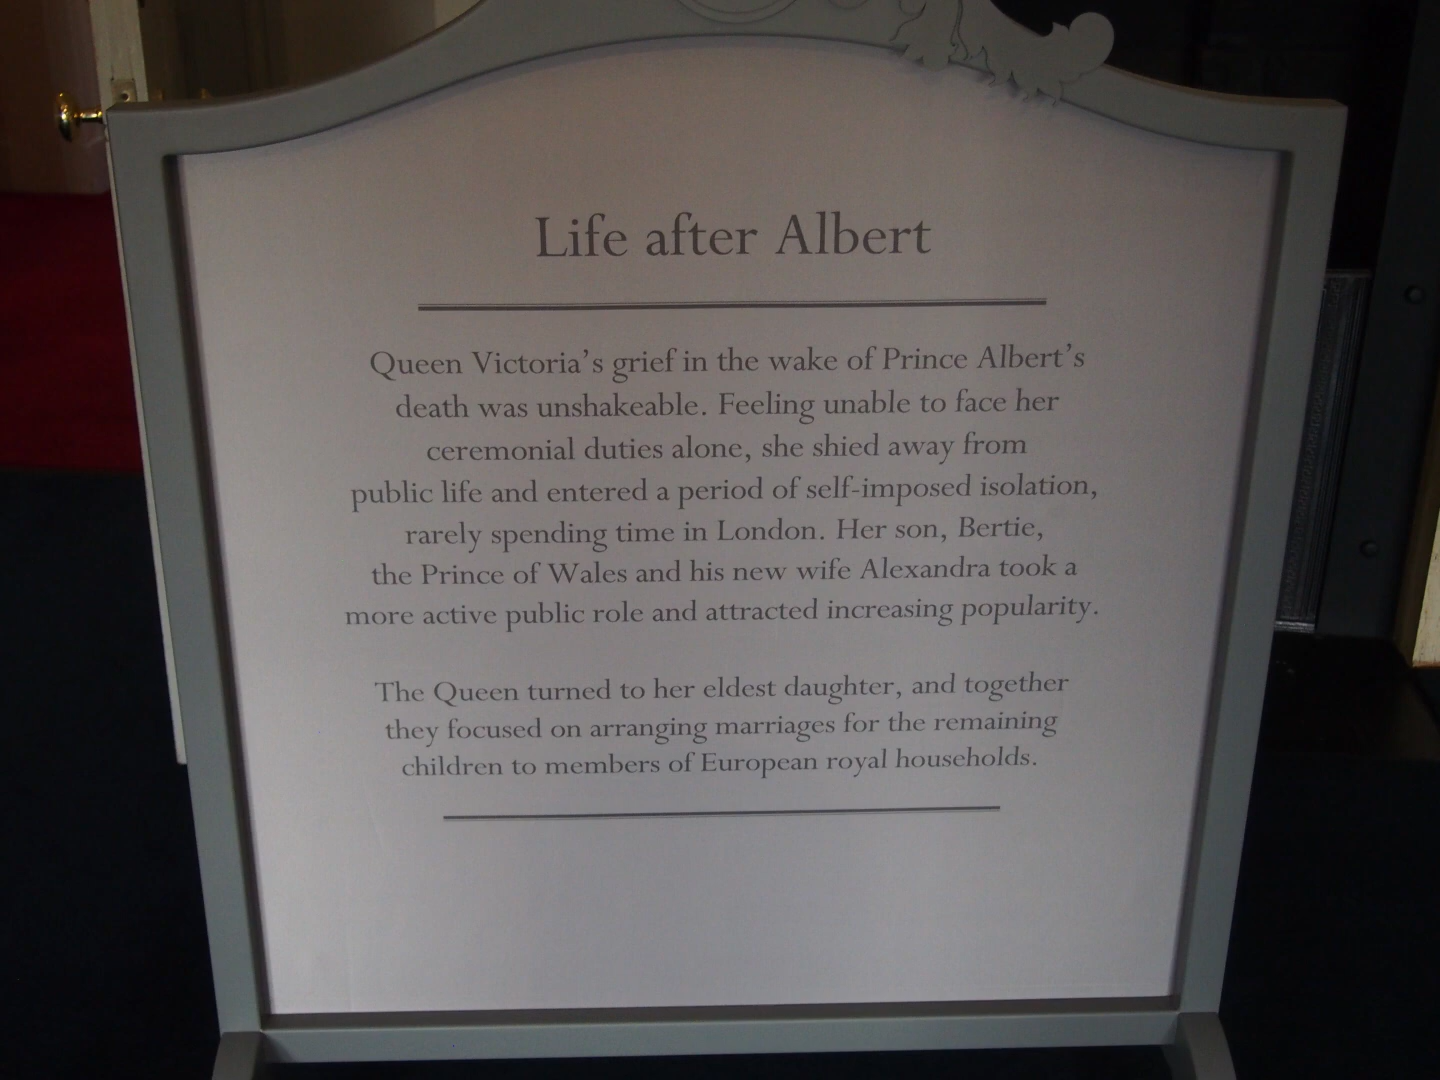 Life after Albert
Queen Victoria’s grief in the wake of Prince Albert’s
death was unshakeable. Feeling unable to face her
ceremonial duties alone, she shied away from
public life and entered a period of self-imposed isolation,
rarely spending time in London. Her son, Bertie,
the Prince of Wales and his new wife Alexandra took a
more active public role and attracted increasing popularity.
The Queen turned to her eldest daughter, and together
they focused on arranging marriages for the remaining
children to members of European royal households.